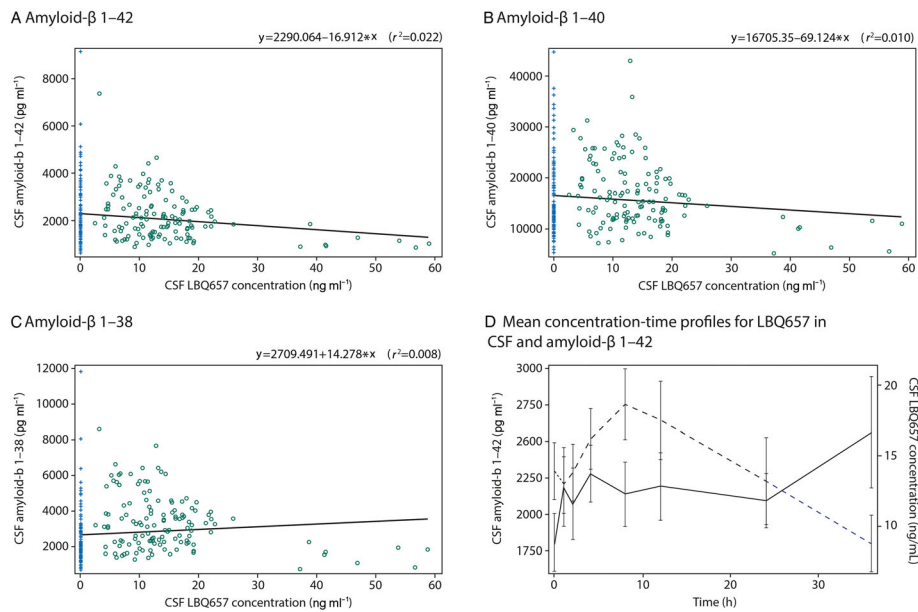 A Amyloid-β 1–42
y=2290.064–16.912*x (r²=0.022)
CSF amyloid-b 1–42 (pg ml⁻¹)
8000
6000
4000
2000
0 10 20 30 40 50 60
CSF LBQ657 concentration (ng ml⁻¹)
B Amyloid-β 1–40
y=16705.35–69.124*x (r²=0.010)
CSF amyloid-b 1–40 (pg ml⁻¹)
40000
30000
20000
10000
0 10 20 30 40 50 60
CSF LBQ657 concentration (ng ml⁻¹)
C Amyloid-β 1–38
y=2709.491+14.278*x (r²=0.008)
CSF amyloid-b 1–38 (pg ml⁻¹)
12000
10000
8000
6000
4000
2000
0 10 20 30 40 50 60
CSF LBQ657 concentration (ng ml⁻¹)
D Mean concentration-time profiles for LBQ657 in
CSF and amyloid-β 1–42
CSF amyloid-b 1–42 (pg ml⁻¹)
3000
2750
2500
2250
2000
1750
0 10 20 30
Time (h)
20
15
10
CSF LBQ657 concentration
(ng/mL)